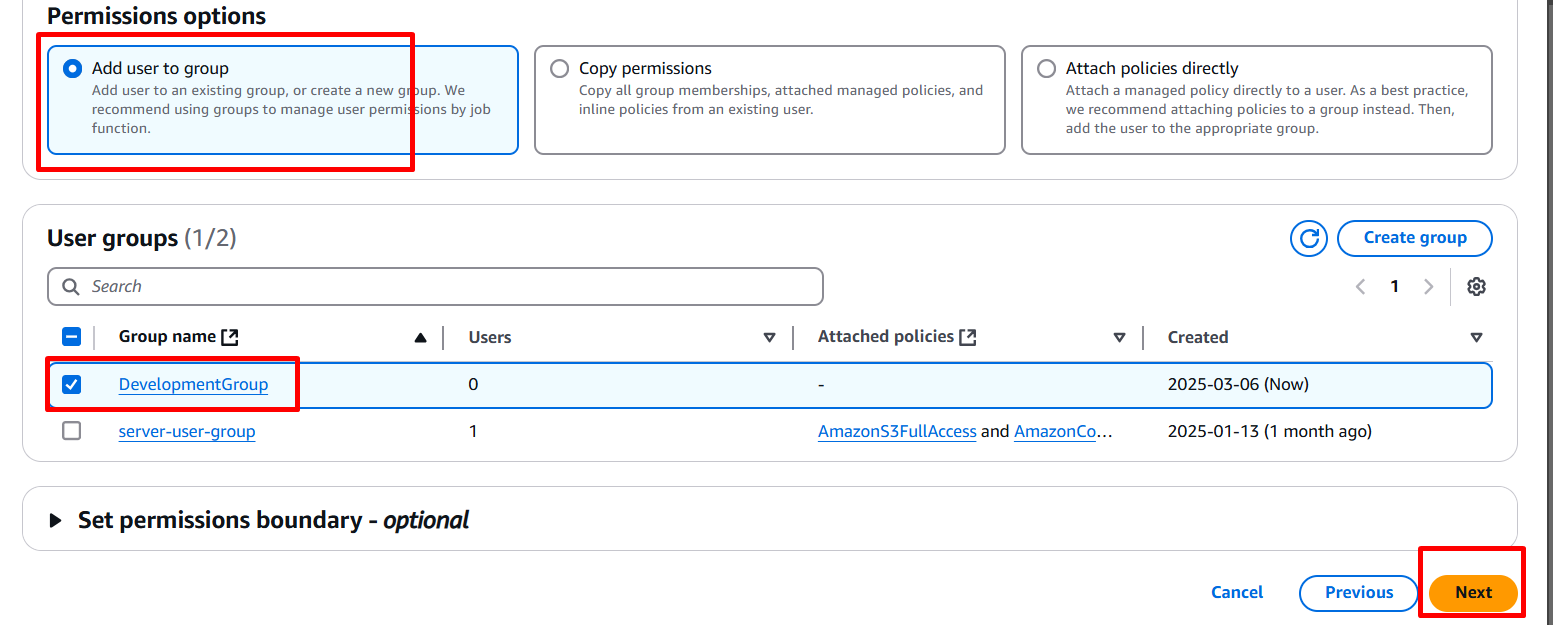 Permissions options
Add user to group
Add user to an existing group, or create a new group. We
recommend using groups to manage user permissions by job
function.
Copy permissions
Copy all group memberships, attached managed policies, and
inline policies from an existing user.
Attach policies directly
Attach a managed policy directly to a user. As a best practice,
we recommend attaching policies to a group instead. Then,
add the user to the appropriate group.
User groups (1/2)
Create group
Search
1
Group name Users Attached policies Created
DevelopmentGroup 0 - 2025-03-06 (Now)
server-user-group 1 AmazonS3FullAccess and AmazonCo... 2025-01-13 (1 month ago)
Set permissions boundary - optional
Cancel Previous Next